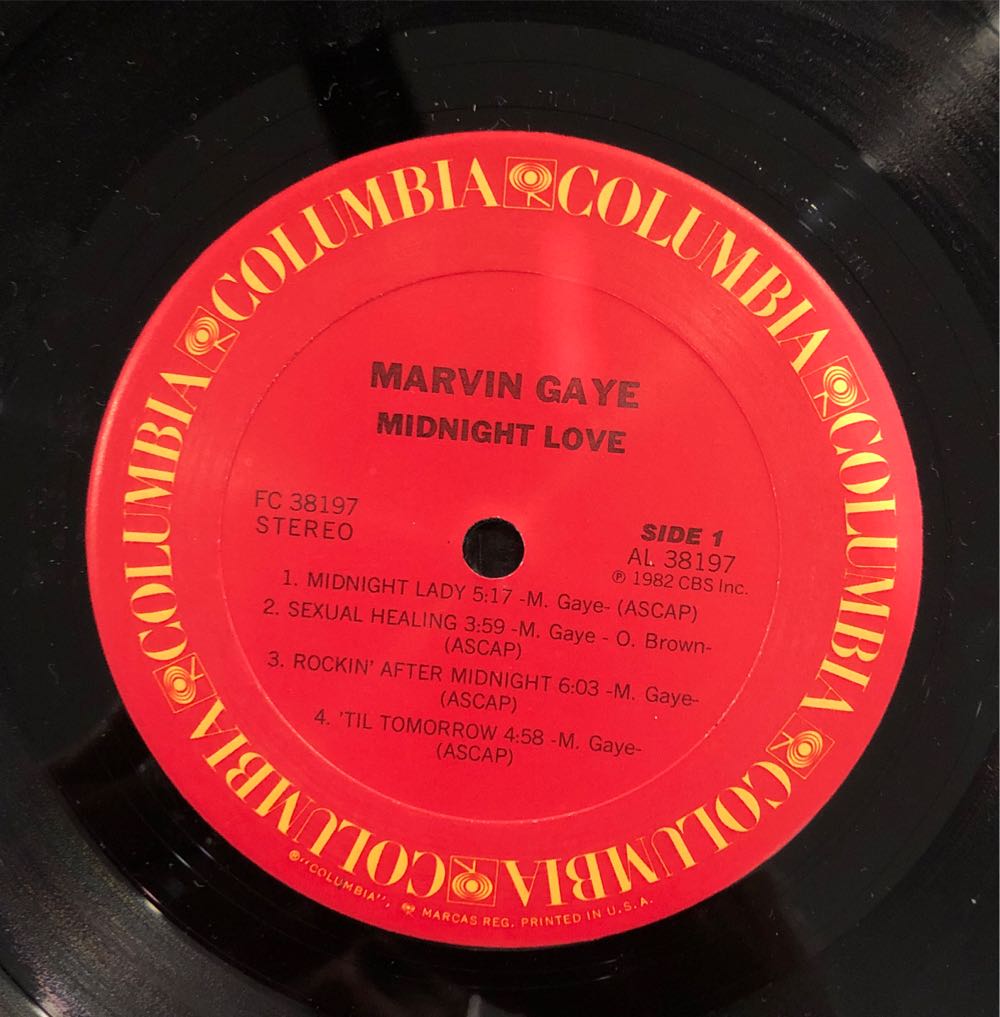 COLUMBIA COLUMBIA COLUMBIA COLUMBIA COLUMBIA COLUMBIA
MARVIN GAYE
MIDNIGHT LOVE
FC 38197
STEREO
SIDE 1
AL 38197
℗ 1982 CBS Inc.
1. MIDNIGHT LADY 5:17 -M. Gaye- (ASCAP)
2. SEXUAL HEALING 3:59 -M. Gaye - O. Brown-
(ASCAP)
3. ROCKIN' AFTER MIDNIGHT 6:03 -M. Gaye-
(ASCAP)
4. 'TIL TOMORROW 4:58 -M. Gaye-
(ASCAP)
® "COLUMBIA", MARCAS REG. PRINTED IN U.S.A.